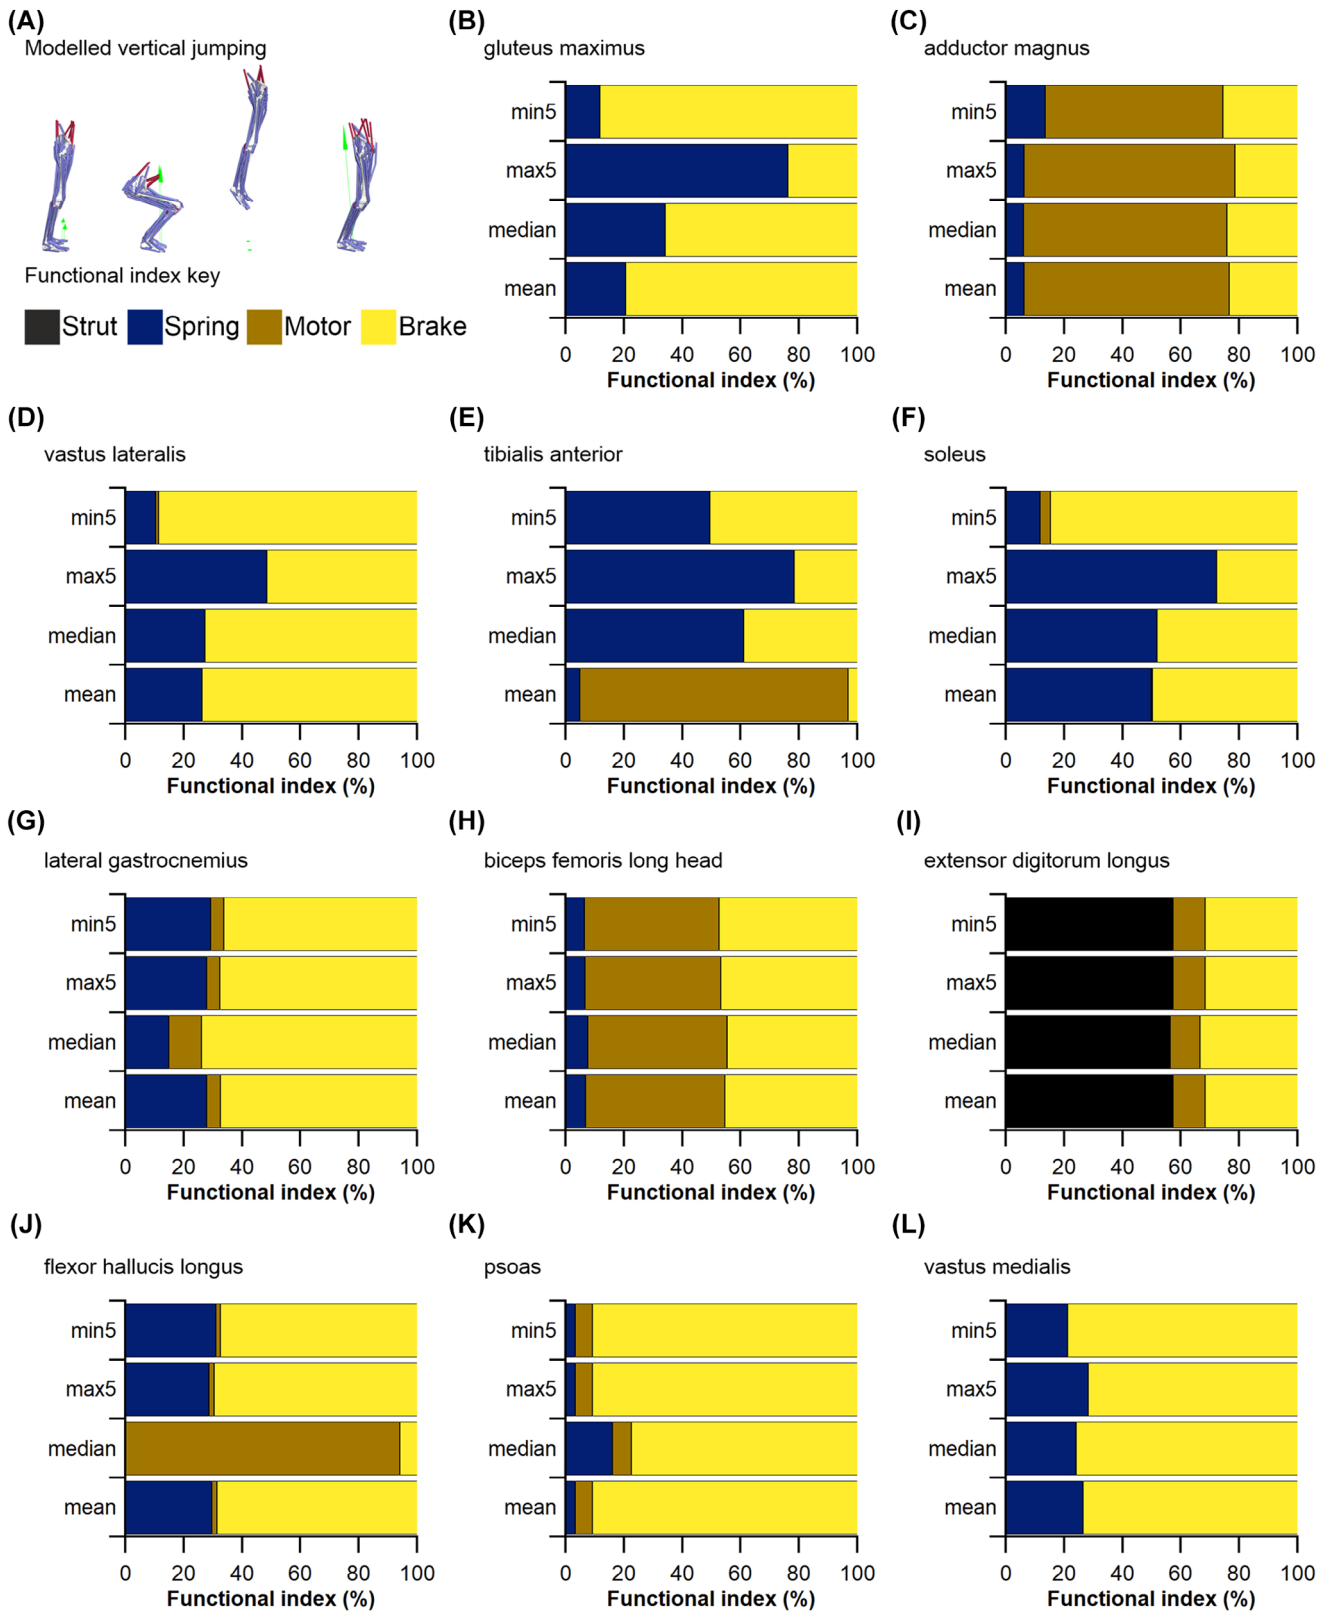 (A)
Modelled vertical jumping
Functional index key
Strut Spring Motor Brake
(B)
gluteus maximus
min5
max5
median
mean
0 20 40 60 80 100
Functional index (%)
(C)
adductor magnus
min5
max5
median
mean
0 20 40 60 80 100
Functional index (%)
(D)
vastus lateralis
min5
max5
median
mean
0 20 40 60 80 100
Functional index (%)
(E)
tibialis anterior
min5
max5
median
mean
0 20 40 60 80 100
Functional index (%)
(F)
soleus
min5
max5
median
mean
0 20 40 60 80 100
Functional index (%)
(G)
lateral gastrocnemius
min5
max5
median
mean
0 20 40 60 80 100
Functional index (%)
(H)
biceps femoris long head
min5
max5
median
mean
0 20 40 60 80 100
Functional index (%)
(I)
extensor digitorum longus
min5
max5
median
mean
0 20 40 60 80 100
Functional index (%)
(J)
flexor hallucis longus
min5
max5
median
mean
0 20 40 60 80 100
Functional index (%)
(K)
psoas
min5
max5
median
mean
0 20 40 60 80 100
Functional index (%)
(L)
vastus medialis
min5
max5
median
mean
0 20 40 60 80 100
Functional index (%)